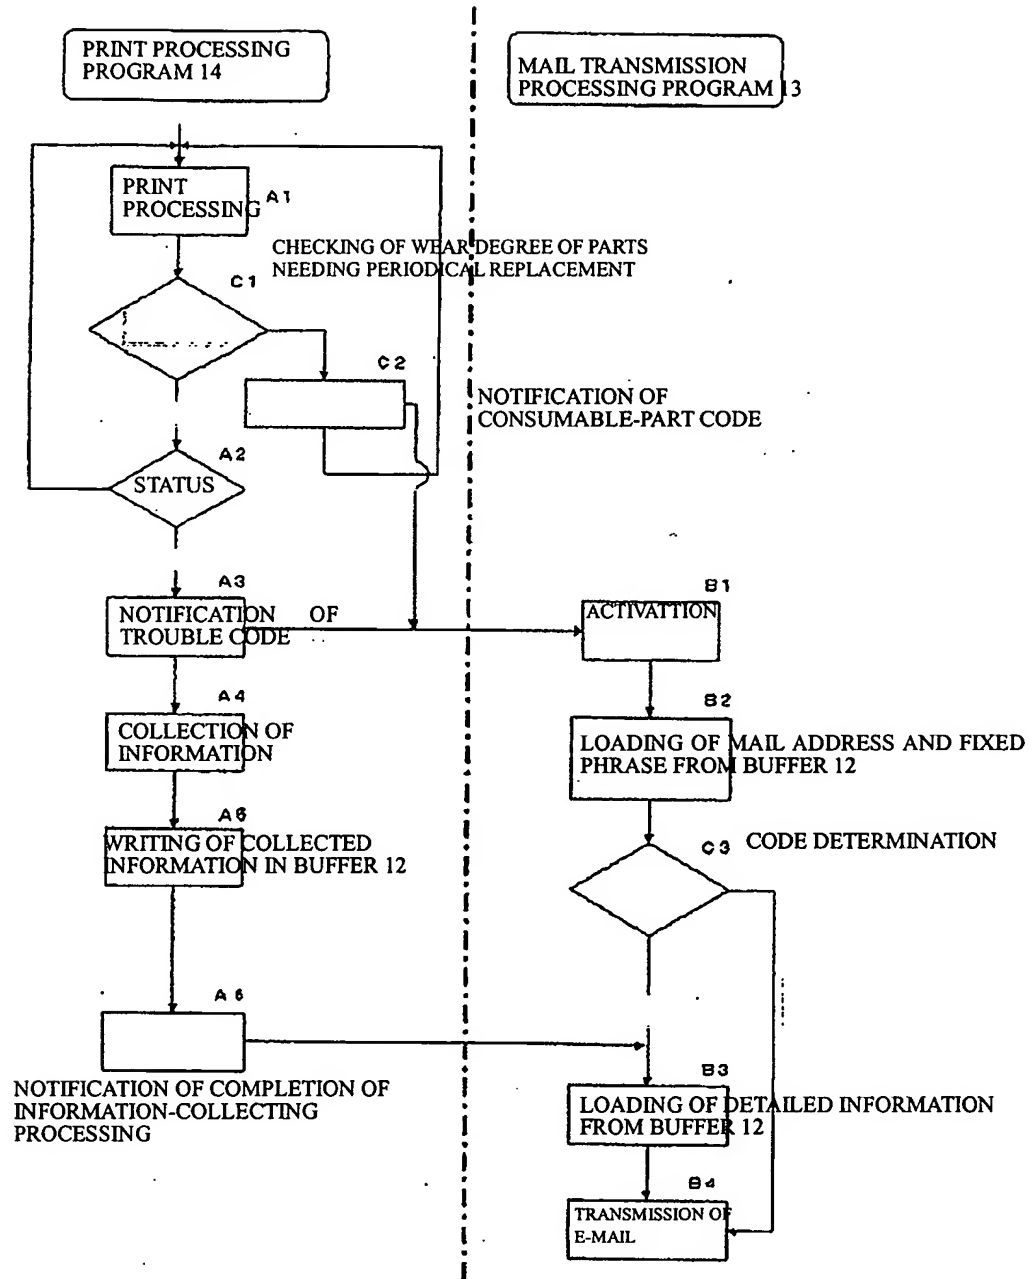 PRINT PROCESSING
PROGRAM 14
MAIL TRANSMISSION
PROCESSING PROGRAM 13
PRINT
PROCESSING
A1
CHECKING OF WEAR DEGREE OF PARTS
NEEDING PERIODICAL REPLACEMENT
C1
C2
NOTIFICATION OF
CONSUMABLE-PART CODE
A2
STATUS
A3
NOTIFICATION OF
TROUBLE CODE
B1
ACTIVATTION
A4
COLLECTION OF
INFORMATION
B2
LOADING OF MAIL ADDRESS AND FIXED
PHRASE FROM BUFFER 12
A6
WRITING OF COLLECTED
INFORMATION IN BUFFER 12
C3
CODE DETERMINATION
A6
NOTIFICATION OF COMPLETION OF
INFORMATION-COLLECTING
PROCESSING
B3
LOADING OF DETAILED INFORMATION
FROM BUFFER 12
B4
TRANSMISSION OF
E-MAIL